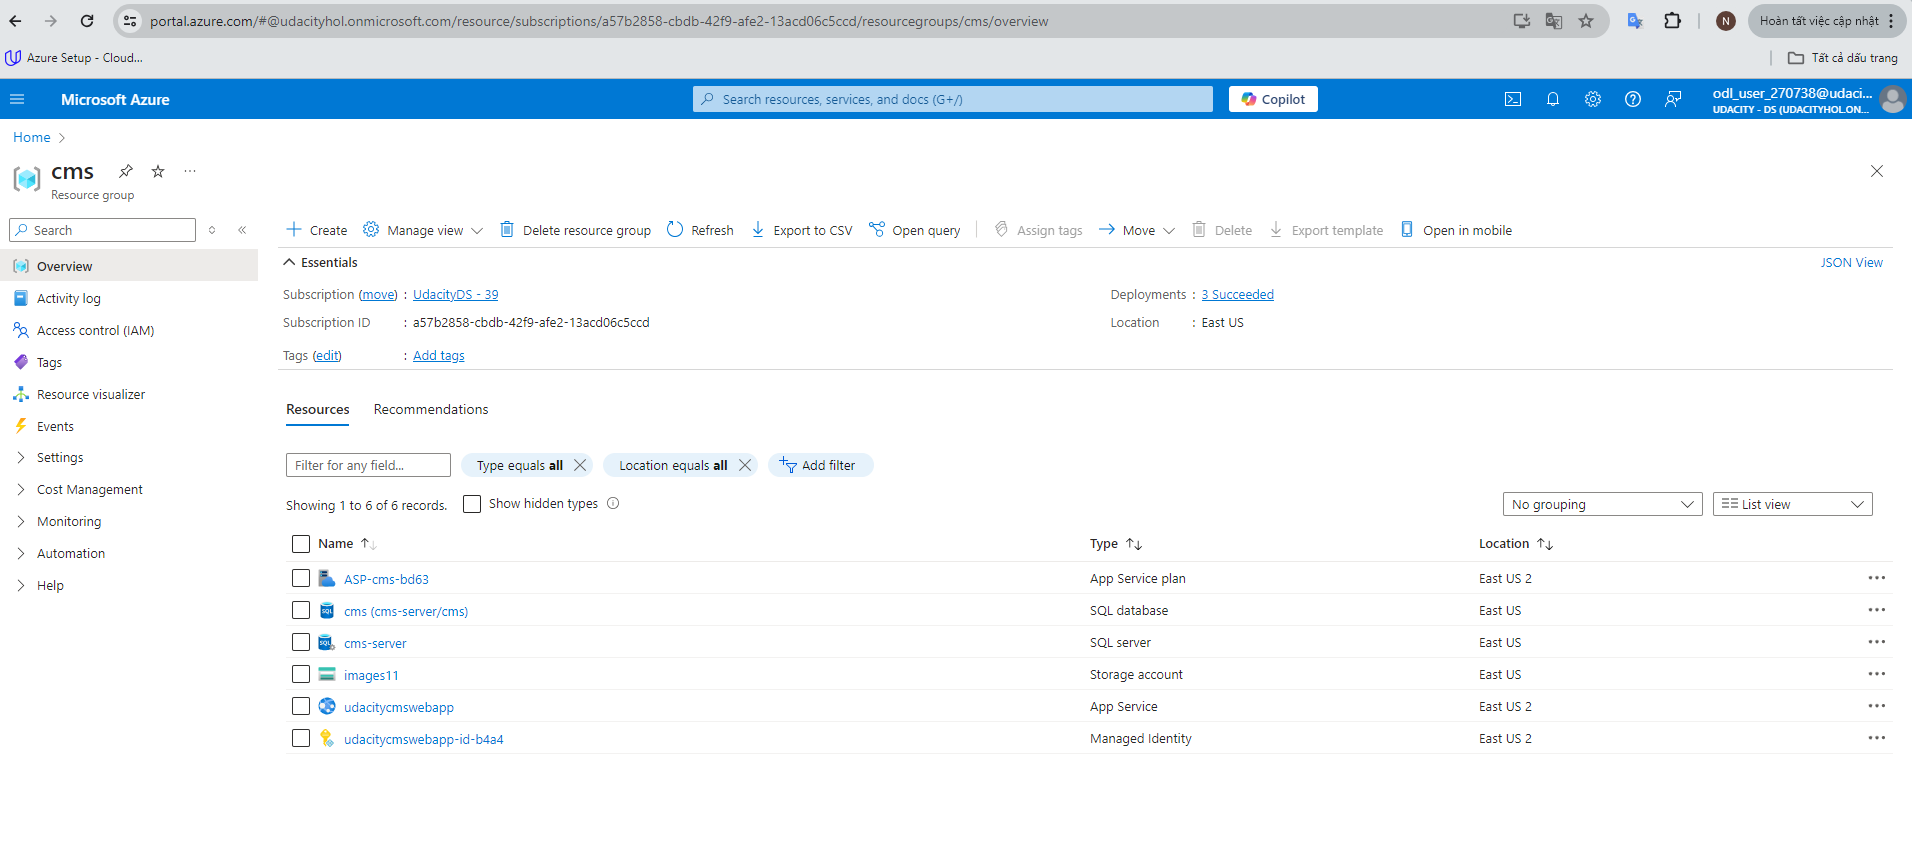 portal.azure.com/#@udacityhol.onmicrosoft.com/resource/subscriptions/a57b2858-cbdb-42f9-afe2-13acd06c5ccd/resourcegroups/cms/overview
N
Hoàn tất việc cập nhật
Azure Setup - Cloud...
Tất cả dấu trang
Microsoft Azure
Search resources, services, and docs (G+/)
Copilot
odl_user_270738@udaci...
UDACITY - DS (UDACITYHOL.ON...
Home
cms
Resource group
Search
Create
Manage view
Delete resource group
Refresh
Export to CSV
Open query
Assign tags
Move
Delete
Export template
Open in mobile
Overview
Activity log
Access control (IAM)
Tags
Resource visualizer
Events
Settings
Cost Management
Monitoring
Automation
Help
Essentials
JSON View
Subscription (move) : UdacityDS - 39
Deployments : 3 Succeeded
Subscription ID : a57b2858-cbdb-42f9-afe2-13acd06c5ccd
Location : East US
Tags (edit) : Add tags
Resources Recommendations
Filter for any field...
Type equals all
Location equals all
Add filter
Showing 1 to 6 of 6 records.
Show hidden types
No grouping
List view
Name Type Location
ASP-cms-bd63 App Service plan East US 2
cms (cms-server/cms) SQL database East US
cms-server SQL server East US
images11 Storage account East US
udacitycmswebapp App Service East US 2
udacitycmswebapp-id-b4a4 Managed Identity East US 2